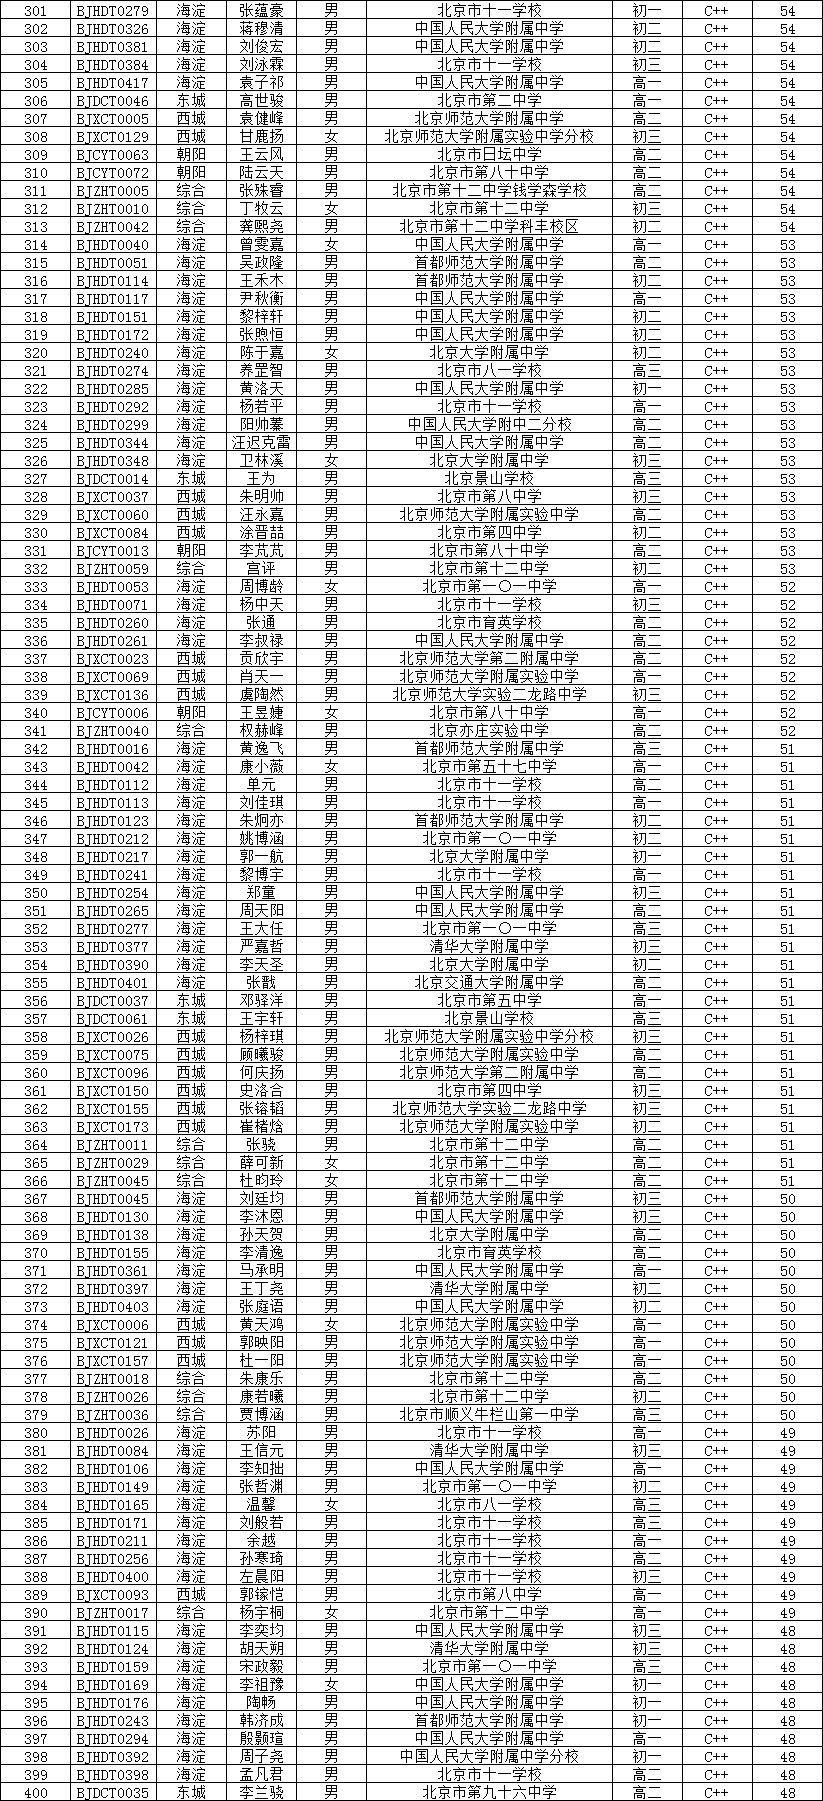 301 BJHDT0279 海淀 张蕴豪 男 北京市十一学校 初一 C++ 54
302 BJHDT0326 海淀 蒋穆清 男 中国人民大学附属中学 初二 C++ 54
303 BJHDT0381 海淀 刘俊宏 男 中国人民大学附属中学 初二 C++ 54
304 BJHDT0384 海淀 刘泳霖 男 北京市十一学校 初三 C++ 54
305 BJHDT0417 海淀 袁子祁 男 中国人民大学附属中学 高一 C++ 54
306 BJDCT0046 东城 高世骏 男 北京市第二中学 高一 C++ 54
307 BJXCT0005 西城 袁健峰 男 北京师范大学附属中学 高二 C++ 54
308 BJXCT0129 西城 甘鹿扬 女 北京师范大学附属实验中学分校 初三 C++ 54
309 BJCYT0063 朝阳 王云风 男 北京市日坛中学 高二 C++ 54
310 BJCYT0072 朝阳 陆云天 男 北京市第八十中学 高二 C++ 54
311 BJZHT0005 综合 张殊睿 男 北京市第十二中学钱学森学校 高二 C++ 54
312 BJZHT0010 综合 丁牧云 女 北京市第十二中学 初三 C++ 54
313 BJZHT0042 综合 龚熙尧 男 北京市第十二中学科丰校区 初二 C++ 54
314 BJHDT0040 海淀 曾雯嘉 女 中国人民大学附属中学 高一 C++ 53
315 BJHDT0051 海淀 吴政隆 男 首都师范大学附属中学 高二 C++ 53
316 BJHDT0114 海淀 王禾木 男 首都师范大学附属中学 初二 C++ 53
317 BJHDT0117 海淀 尹秋衡 男 中国人民大学附属中学 高一 C++ 53
318 BJHDT0151 海淀 黎梓轩 男 中国人民大学附属中学 初二 C++ 53
319 BJHDT0172 海淀 张煦恒 男 中国人民大学附属中学 初二 C++ 53
320 BJHDT0240 海淀 陈于嘉 女 北京大学附属中学 初二 C++ 53
321 BJHDT0274 海淀 养罡智 男 北京市八一学校 高三 C++ 53
322 BJHDT0285 海淀 黄洛天 男 中国人民大学附属中学 初一 C++ 53
323 BJHDT0292 海淀 杨若平 男 北京市十一学校 高一 C++ 53
324 BJHDT0299 海淀 阳帅蓁 男 中国人民大学附中二分校 高二 C++ 53
325 BJHDT0344 海淀 汪迟克雷 男 中国人民大学附属中学 高二 C++ 53
326 BJHDT0348 海淀 卫林溪 女 北京大学附属中学 初三 C++ 53
327 BJDCT0014 东城 王为 男 北京景山学校 高三 C++ 53
328 BJXCT0037 西城 朱明帅 男 北京市第八中学 初三 C++ 53
329 BJXCT0060 西城 汪永嘉 男 北京师范大学附属实验中学 高二 C++ 53
330 BJXCT0084 西城 涂晋喆 男 北京市第四中学 初二 C++ 53
331 BJCYT0013 朝阳 李芃芃 男 北京市第八十中学 高二 C++ 53
332 BJZHT0059 综合 宫评 男 北京市第十二中学 初二 C++ 53
333 BJHDT0053 海淀 周博龄 女 北京市第一〇一中学 高一 C++ 52
334 BJHDT0071 海淀 杨中天 男 北京市十一学校 初三 C++ 52
335 BJHDT0260 海淀 张通 男 北京市育英学校 高二 C++ 52
336 BJHDT0261 海淀 李叔禄 男 中国人民大学附属中学 高二 C++ 52
337 BJXCT0023 西城 贡欣宇 男 北京师范大学第二附属中学 高二 C++ 52
338 BJXCT0069 西城 肖天一 男 北京师范大学附属实验中学 高一 C++ 52
339 BJXCT0136 西城 虞陶然 男 北京师范大学实验二龙路中学 初三 C++ 52
340 BJCYT0006 朝阳 王昱婕 女 北京市第八十中学 高一 C++ 52
341 BJZHT0040 综合 权赫峰 男 北京亦庄实验中学 高二 C++ 52
342 BJHDT0016 海淀 黄逸飞 男 首都师范大学附属中学 高三 C++ 51
343 BJHDT0042 海淀 康小薇 女 北京市第五十七中学 高一 C++ 51
344 BJHDT0112 海淀 单元 男 北京市十一学校 高二 C++ 51
345 BJHDT0113 海淀 刘佳琪 男 北京市十一学校 高一 C++ 51
346 BJHDT0123 海淀 朱炯亦 男 首都师范大学附属中学 初二 C++ 51
347 BJHDT0212 海淀 姚博涵 男 北京市第一〇一中学 初二 C++ 51
348 BJHDT0217 海淀 郭一航 男 北京大学附属中学 初一 C++ 51
349 BJHDT0241 海淀 黎博宇 男 北京市十一学校 高一 C++ 51
350 BJHDT0254 海淀 郑童 男 中国人民大学附属中学 初三 C++ 51
351 BJHDT0265 海淀 周天阳 男 中国人民大学附属中学 高二 C++ 51
352 BJHDT0277 海淀 王大任 男 北京市第一〇一中学 高三 C++ 51
353 BJHDT0377 海淀 严嘉哲 男 清华大学附属中学 初三 C++ 51
354 BJHDT0390 海淀 李天圣 男 北京大学附属中学 初二 C++ 51
355 BJHDT0401 海淀 张戬 男 北京交通大学附属中学 高二 C++ 51
356 BJDCT0037 东城 邓驿洋 男 北京市第五中学 高一 C++ 51
357 BJDCT0061 东城 王宇轩 男 北京景山学校 高三 C++ 51
358 BJXCT0026 西城 杨梓琪 男 北京师范大学附属实验中学分校 初三 C++ 51
359 BJXCT0075 西城 顾曦骏 男 北京师范大学附属实验中学 高二 C++ 51
360 BJXCT0096 西城 何庆扬 男 北京师范大学第二附属中学 高二 C++ 51
361 BJXCT0150 西城 史洛合 男 北京市第四中学 初三 C++ 51
362 BJXCT0155 西城 张镕韬 男 北京师范大学实验二龙路中学 初三 C++ 51
363 BJXCT0173 西城 崔楮焓 男 北京师范大学附属实验中学 初二 C++ 51
364 BJZHT0011 综合 张骁 男 北京市第十二中学 高二 C++ 51
365 BJZHT0029 综合 薛可新 女 北京市第十二中学 高二 C++ 51
366 BJZHT0045 综合 杜昀玲 女 北京市第十二中学 高二 C++ 51
367 BJHDT0045 海淀 刘廷均 男 首都师范大学附属中学 初三 C++ 50
368 BJHDT0130 海淀 李沐恩 男 中国人民大学附属中学 初三 C++ 50
369 BJHDT0138 海淀 孙天贺 男 北京大学附属中学 高二 C++ 50
370 BJHDT0155 海淀 李清逸 男 北京市育英学校 高二 C++ 50
371 BJHDT0361 海淀 马承明 男 中国人民大学附属中学 高一 C++ 50
372 BJHDT0397 海淀 王丁尧 男 清华大学附属中学 初二 C++ 50
373 BJHDT0403 海淀 张庭语 男 中国人民大学附属中学 初二 C++ 50
374 BJXCT0006 西城 黄天鸿 女 北京师范大学附属实验中学 高一 C++ 50
375 BJXCT0121 西城 郭映阳 男 北京师范大学附属实验中学 高一 C++ 50
376 BJXCT0157 西城 杜一阳 男 北京师范大学附属实验中学 高一 C++ 50
377 BJZHT0018 综合 朱康乐 男 北京市第十二中学 高二 C++ 50
378 BJZHT0026 综合 康若曦 男 北京市第十二中学 初二 C++ 50
379 BJZHT0036 综合 贾博涵 男 北京市顺义牛栏山第一中学 高三 C++ 50
380 BJHDT0026 海淀 苏阳 男 北京市十一学校 高一 C++ 49
381 BJHDT0084 海淀 王信元 男 清华大学附属中学 初三 C++ 49
382 BJHDT0106 海淀 李知拙 男 中国人民大学附属中学 高一 C++ 49
383 BJHDT0149 海淀 张哲渊 男 北京市第一〇一中学 初二 C++ 49
384 BJHDT0165 海淀 温馨 女 北京市八一学校 高三 C++ 49
385 BJHDT0171 海淀 刘般若 男 北京市十一学校 高三 C++ 49
386 BJHDT0211 海淀 余越 男 北京市十一学校 高一 C++ 49
387 BJHDT0256 海淀 孙寒琦 男 北京市十一学校 高二 C++ 49
388 BJHDT0400 海淀 左晨阳 男 北京市十一学校 初三 C++ 49
389 BJXCT0093 西城 郭镓恺 男 北京市第八中学 高一 C++ 49
390 BJZHT0017 综合 杨宇桐 女 北京市第十二中学 高一 C++ 49
391 BJHDT0115 海淀 李奕均 男 中国人民大学附属中学 初三 C++ 48
392 BJHDT0124 海淀 胡天朔 男 清华大学附属中学 初三 C++ 48
393 BJHDT0159 海淀 宋政毅 男 北京市第一〇一中学 高三 C++ 48
394 BJHDT0169 海淀 李祖豫 女 中国人民大学附属中学 初一 C++ 48
395 BJHDT0176 海淀 陶畅 男 中国人民大学附属中学 初一 C++ 48
396 BJHDT0243 海淀 韩济成 男 首都师范大学附属中学 初一 C++ 48
397 BJHDT0294 海淀 殷颢瑄 男 中国人民大学附属中学 高一 C++ 48
398 BJHDT0392 海淀 周子尧 男 中国人民大学附属中学分校 初一 C++ 48
399 BJHDT0398 海淀 孟凡君 男 北京市十一学校 高二 C++ 48
400 BJDCT0035 东城 李兰骁 男 北京市第九十六中学 高二 C++ 48